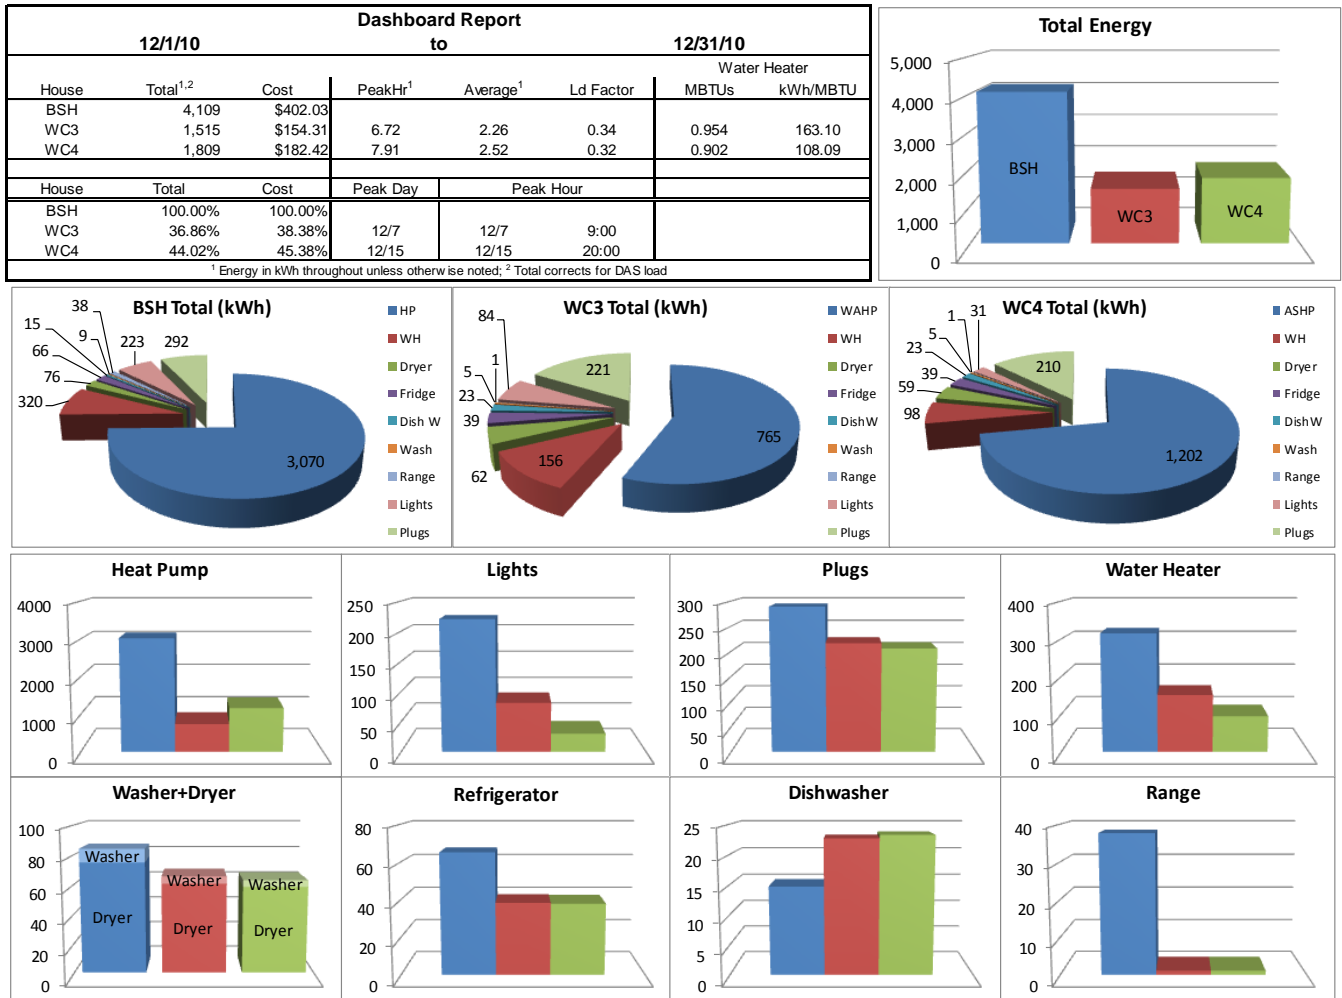 Dashboard Report
12/1/10 to 12/31/10
Water Heater
House Total1,2 Cost PeakHr1 Average1 Ld Factor MBTUs kWh/MBTU
BSH 4,109 $402.03
WC3 1,515 $154.31 6.72 2.26 0.34 0.954 163.10
WC4 1,809 $182.42 7.91 2.52 0.32 0.902 108.09
House Total Cost Peak Day Peak Hour
BSH 100.00% 100.00%
WC3 36.86% 38.38% 12/7 12/7 9:00
WC4 44.02% 45.38% 12/15 12/15 20:00
1 Energy in kWh throughout unless otherwise noted; 2 Total corrects for DAS load
Total Energy
5,000
4,000
3,000
2,000
1,000
0
BSH
WC3
WC4
BSH Total (kWh)
38
15
9
223
292
66
76
320
3,070
HP
WH
Dryer
Fridge
Dish W
Wash
Range
Lights
Plugs
WC3 Total (kWh)
84
1
5
23
39
62
156
221
765
WAHP
WH
Dryer
Fridge
DishW
Wash
Range
Lights
Plugs
WC4 Total (kWh)
1
31
5
23
39
59
98
210
1,202
ASHP
WH
Dryer
Fridge
DishW
Wash
Range
Lights
Plugs
Heat Pump
4000
3000
2000
1000
0
Lights
250
200
150
100
50
0
Plugs
300
250
200
150
100
50
0
Water Heater
400
300
200
100
0
Washer+Dryer
100
80
60
40
20
0
Washer
Dryer
Washer
Dryer
Washer
Dryer
Refrigerator
80
60
40
20
0
Dishwasher
25
20
15
10
5
0
Range
40
30
20
10
0